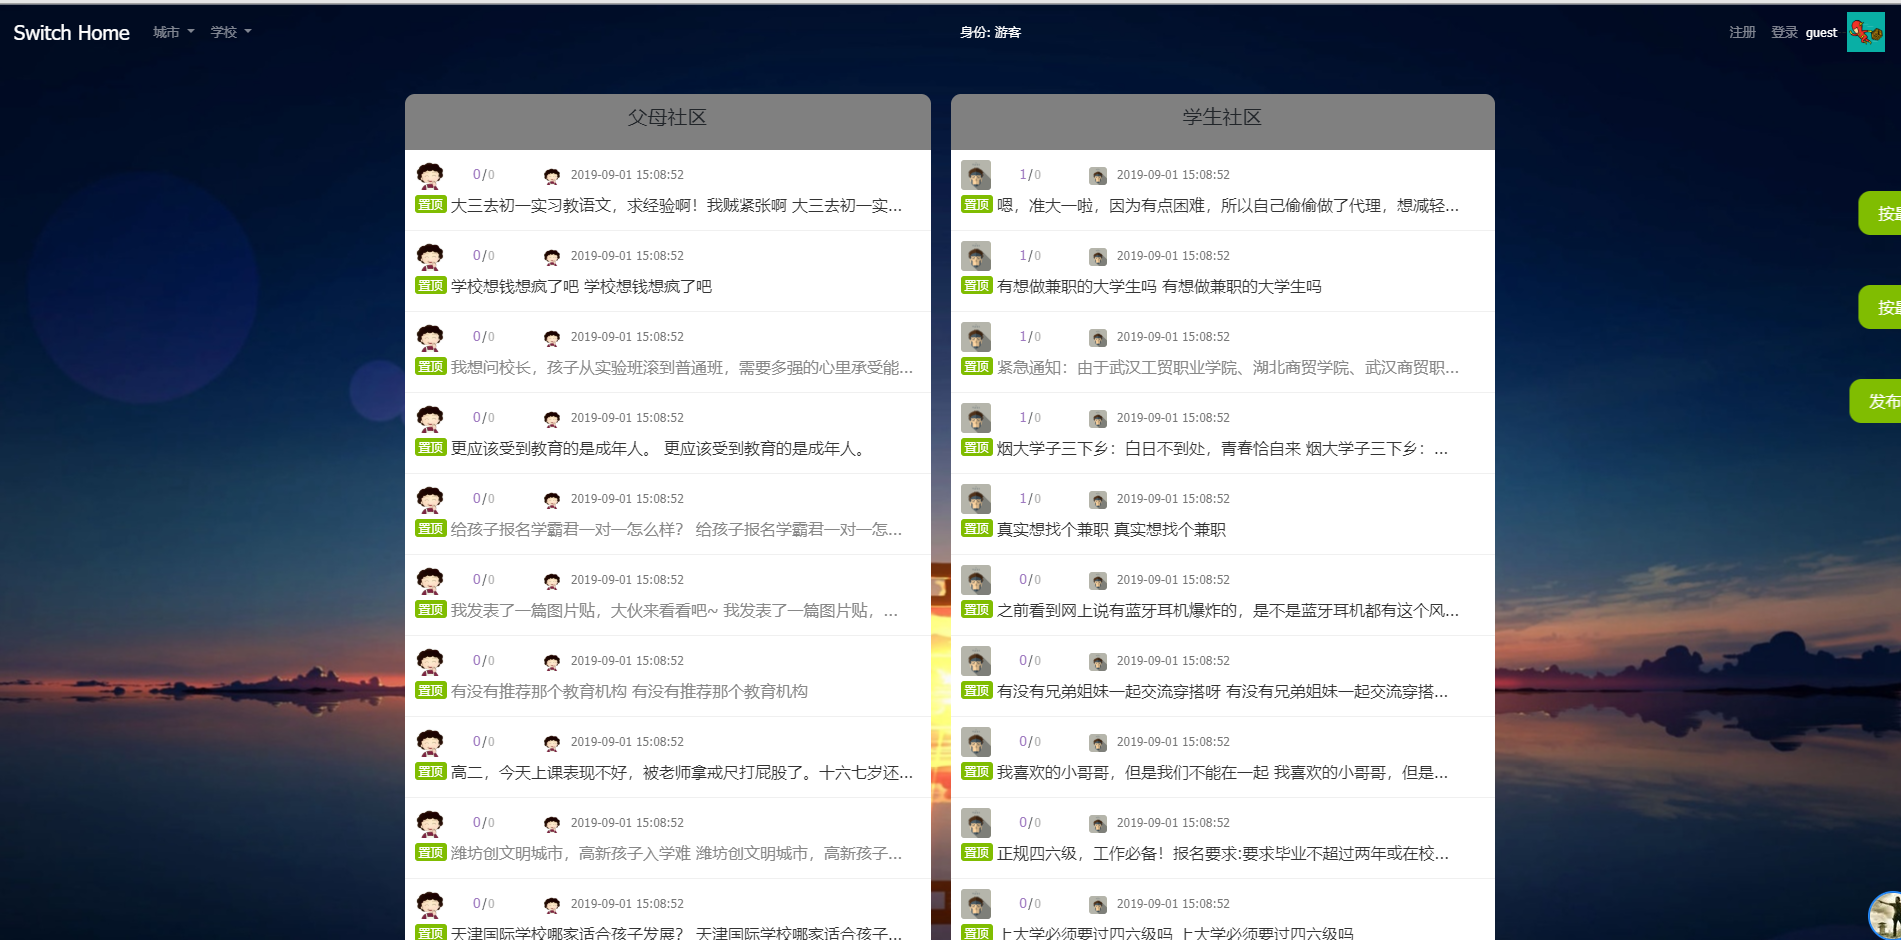 Switch Home 城市 学校 身份: 游客 注册 登录 guest
父母社区
0/0 2019-09-01 15:08:52
置顶 大三去初一实习教语文，求经验啊！我贼紧张啊 大三去初一实...
0/0 2019-09-01 15:08:52
置顶 学校想钱想疯了吧 学校想钱想疯了吧
0/0 2019-09-01 15:08:52
置顶 我想问校长，孩子从实验班滚到普通班，需要多强的心里承受能...
0/0 2019-09-01 15:08:52
置顶 更应该受到教育的是成年人。 更应该受到教育的是成年人。
0/0 2019-09-01 15:08:52
置顶 给孩子报名学霸君一对一怎么样？ 给孩子报名学霸君一对一怎...
0/0 2019-09-01 15:08:52
置顶 我发表了一篇图片贴，大伙来看看吧~ 我发表了一篇图片贴，...
0/0 2019-09-01 15:08:52
置顶 有没有推荐那个教育机构 有没有推荐那个教育机构
0/0 2019-09-01 15:08:52
置顶 高二，今天上课表现不好，被老师拿戒尺打屁股了。十六七岁还...
0/0 2019-09-01 15:08:52
置顶 潍坊创文明城市，高新孩子入学难 潍坊创文明城市，高新孩子...
0/0 2019-09-01 15:08:52
置顶 天津国际学校哪家适合孩子发展？ 天津国际学校哪家适合孩子...
学生社区
1/0 2019-09-01 15:08:52
置顶 嗯，准大一啦，因为有点困难，所以自己偷偷做了代理，想减轻...
1/0 2019-09-01 15:08:52
置顶 有想做兼职的大学生吗 有想做兼职的大学生吗
1/0 2019-09-01 15:08:52
置顶 紧急通知：由于武汉工贸职业学院、湖北商贸学院、武汉商贸职...
1/0 2019-09-01 15:08:52
置顶 烟大学子三下乡：白日不到处，青春恰自来 烟大学子三下乡：...
1/0 2019-09-01 15:08:52
置顶 真实想找个兼职 真实想找个兼职
0/0 2019-09-01 15:08:52
置顶 之前看到网上说有蓝牙耳机爆炸的，是不是蓝牙耳机都有这个风...
0/0 2019-09-01 15:08:52
置顶 有没有兄弟姐妹一起交流穿搭呀 有没有兄弟姐妹一起交流穿搭...
0/0 2019-09-01 15:08:52
置顶 我喜欢的小哥哥，但是我们不能在一起 我喜欢的小哥哥，但是...
0/0 2019-09-01 15:08:52
置顶 正规四六级，工作必备！报名要求:要求毕业不超过两年或在校...
0/0 2019-09-01 15:08:52
置顶 上大学必须要过四六级吗 上大学必须要过四六级吗
按最
按最
发布